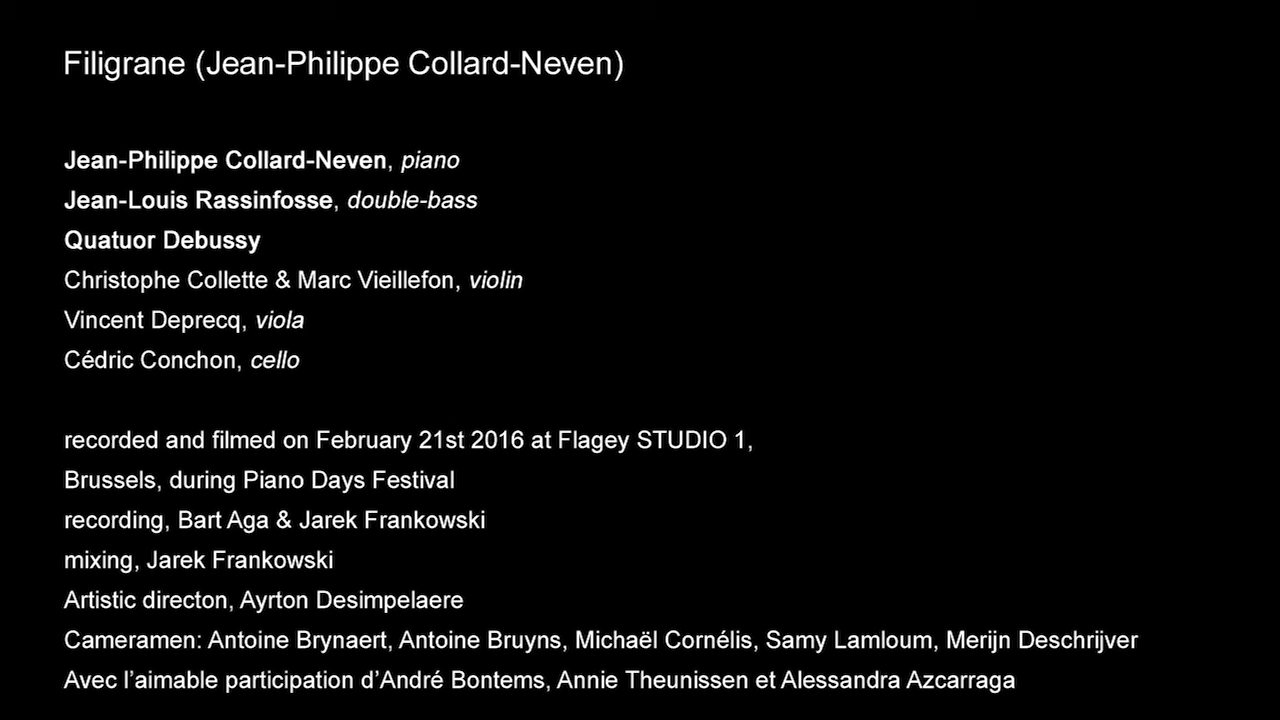 Filigrane (Jean-Philippe Collard-Neven)
Jean-Philippe Collard-Neven, piano
Jean-Louis Rassinfosse, double-bass
Quatuor Debussy
Christophe Collette & Marc Vieillefon, violin
Vincent Deprecq, viola
Cédric Conchon, cello
recorded and filmed on February 21st 2016 at Flagey STUDIO 1,
Brussels, during Piano Days Festival
recording, Bart Aga & Jarek Frankowski
mixing, Jarek Frankowski
Artistic directon, Ayrton Desimpelaere
Cameramen: Antoine Brynaert, Antoine Bruyns, Michaël Cornélis, Samy Lamloum, Merijn Deschrijver
Avec l’aimable participation d’André Bontems, Annie Theunissen et Alessandra Azcarraga